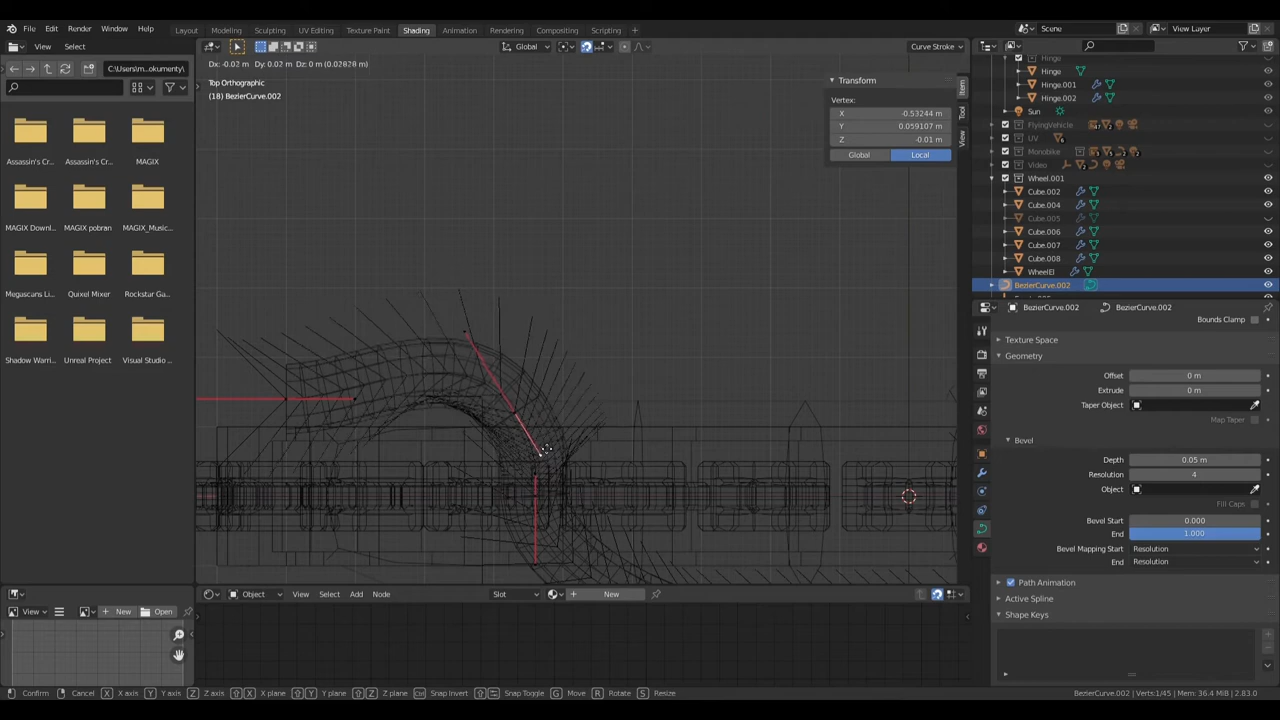 File Edit Render Window Help Layout Modeling Sculpting UV Editing Texture Paint Shading Animation Rendering Compositing Scripting + Scene View Layer
View Select Global Curve Stroke
C:\Users\m...okumenty\
Dx: -0.02 m Dy: 0.02 m Dz: 0 m (0.02828 m)
Top Orthographic
(18) BezierCurve.002
Transform
Vertex:
X -0.53244 m
Y 0.059107 m
Z -0.01 m
Global Local
Item
Tool
View
Assassin's Cr... Assassin's Cr... MAGIX
MAGIX Downl... MAGIX pobran MAGIX_Music...
Megascans Li... Quixel Mixer Rockstar Ga...
Shadow Warri... Unreal Project Visual Studio ...
Hinge
Hinge
Hinge.001
Hinge.002
Sun
FlyingVehicle
UV
Monobike
Video
Wheel.001
Cube.002
Cube.004
Cube.005
Cube.006
Cube.007
Cube.008
WheelEl
BezierCurve.002
BezierCurve.002 BezierCurve.002
Bounds Clamp
Texture Space
Geometry
Offset 0 m
Extrude 0 m
Taper Object
Map Taper
Bevel
Depth 0.05 m
Resolution 4
Object
Fill Caps
Bevel Start 0.000
End 1.000
Bevel Mapping Start Resolution
End Resolution
Path Animation
Active Spline
Shape Keys
Object View Select Add Node Slot New
View New Open
Confirm Cancel X X axis Y Y axis Z Z axis X X plane Y Y plane Z Z plane Snap Invert Snap Toggle G Move R Rotate S Resize BezierCurve.002 | Verts:1/45 | Mem: 36.4 MiB | 2.83.0